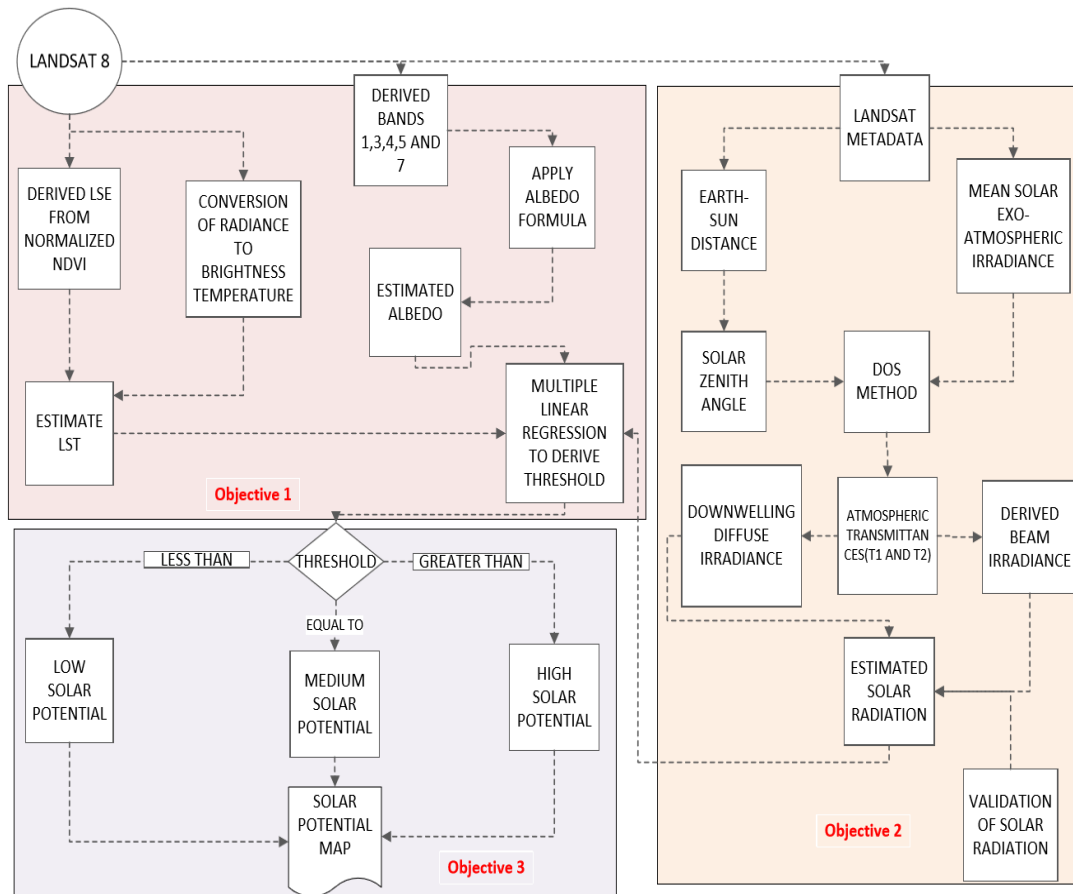 LANDSAT 8
DERIVED
BANDS
1,3,4,5 AND
7
LANDSAT
METADATA
DERIVED LSE
FROM
NORMALIZED
NDVI
CONVERSION
OF RADIANCE
TO
BRIGHTNESS
TEMPERATURE
APPLY
ALBEDO
FORMULA
ESTIMATED
ALBEDO
ESTIMATE
LST
MULTIPLE
LINEAR
REGRESSION
TO DERIVE
THRESHOLD
Objective 1
EARTH-
SUN
DISTANCE
MEAN SOLAR
EXO-
ATMOSPHERIC
IRRADIANCE
SOLAR
ZENITH
ANGLE
DOS
METHOD
DOWNWELLING
DIFFUSE
IRRADIANCE
ATMOSPHERIC
TRANSMITTAN
CES(T1 AND T2)
DERIVED
BEAM
IRRADIANCE
ESTIMATED
SOLAR
RADIATION
VALIDATION
OF SOLAR
RADIATION
Objective 2
THRESHOLD
LESS THAN
GREATER THAN
EQUAL TO
LOW
SOLAR
POTENTIAL
MEDIUM
SOLAR
POTENTIAL
HIGH
SOLAR
POTENTIAL
SOLAR
POTENTIAL
MAP
Objective 3